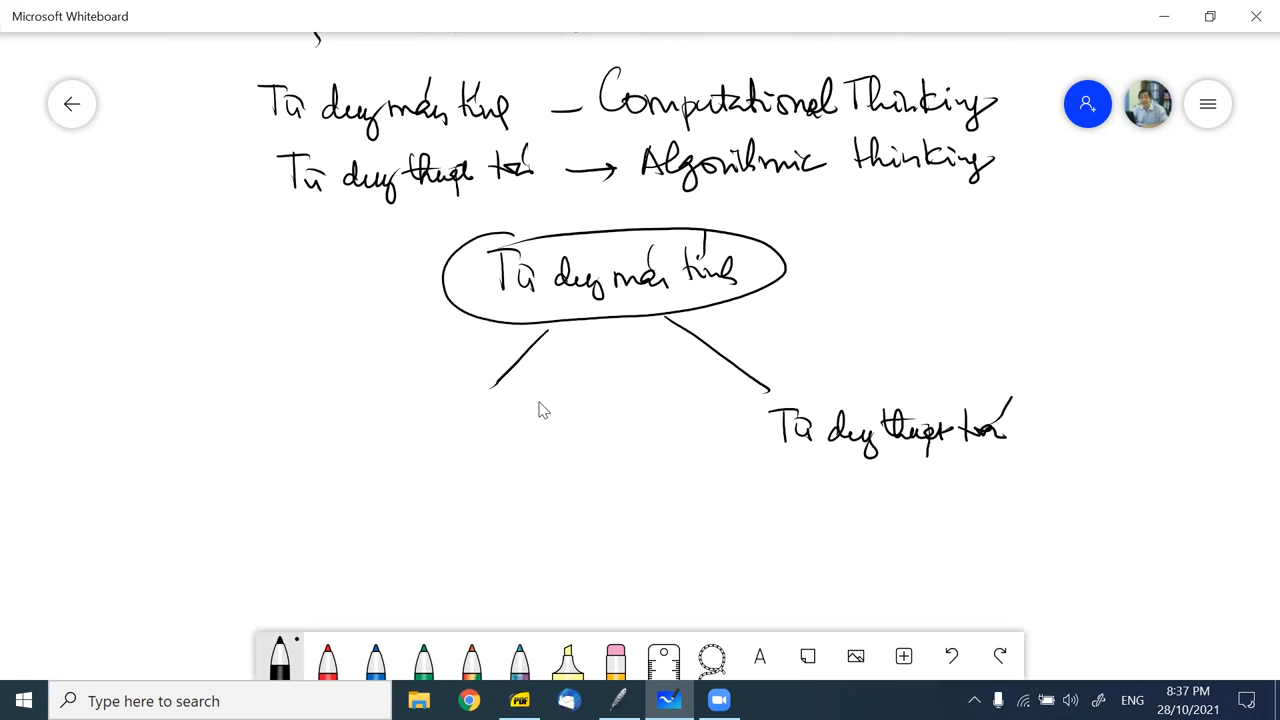 Microsoft Whiteboard
Tư duy máy tính — Computational Thinking
Tư duy thuật toán → Algorithmic thinking
Tư duy máy tính
Tư duy thuật toán
A
Type here to search
PDF
ENG
8:37 PM
28/10/2021